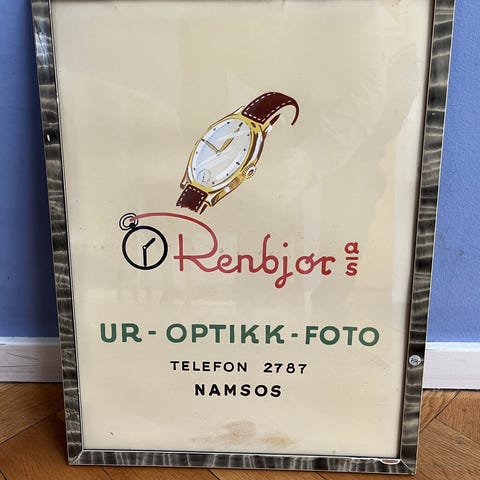 Renbjør a/s
UR - OPTIKK - FOTO
TELEFON 2787
NAMSOS